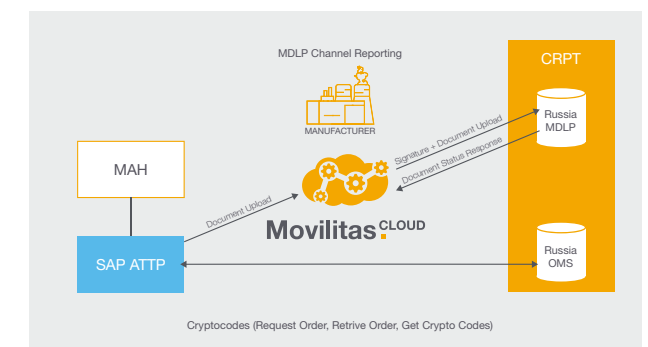 MDLP Channel Reporting
MANUFACTURER
CRPT
Russia
MDLP
Signature + Document Upload
Document Status Response
MAH
Document Upload
Movilitas.CLOUD
SAP ATTP
Russia
OMS
Cryptocodes (Request Order, Retrive Order, Get Crypto Codes)